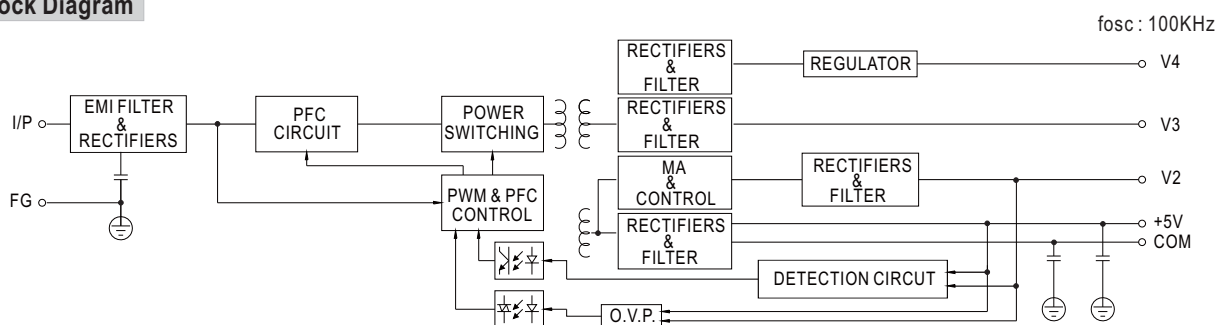 ock Diagram
fosc : 100KHz
I/P
EMI FILTER
&
RECTIFIERS
PFC
CIRCUIT
POWER
SWITCHING
RECTIFIERS
&
FILTER
REGULATOR
V4
RECTIFIERS
&
FILTER
V3
MA
&
CONTROL
RECTIFIERS
&
FILTER
V2
FG
PWM & PFC
CONTROL
RECTIFIERS
&
FILTER
+5V
COM
DETECTION CIRCUT
O.V.P.